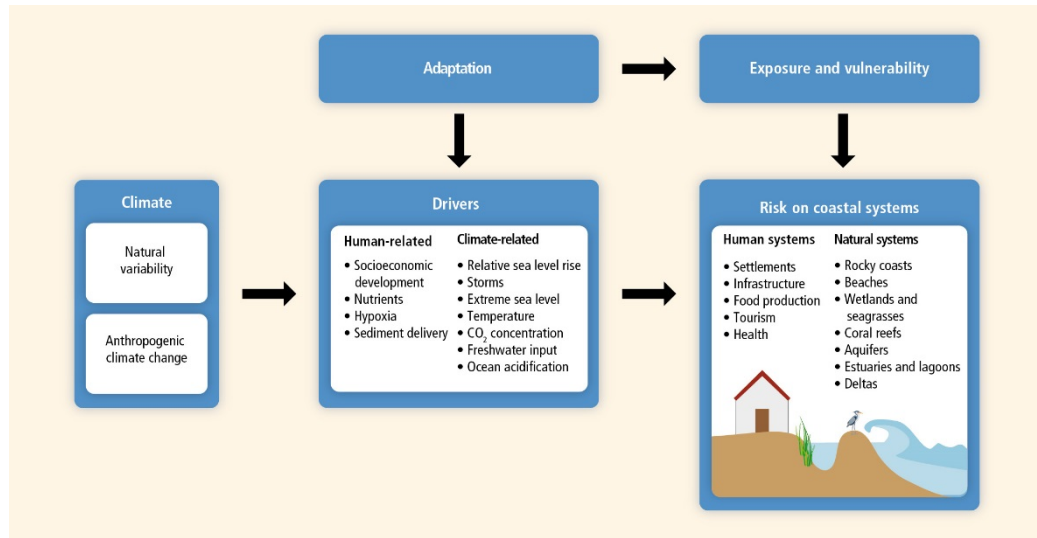 Adaptation
Exposure and vulnerability
Climate
Natural
variability
Anthropogenic
climate change
Drivers
Human-related
• Socioeconomic
development
• Nutrients
• Hypoxia
• Sediment delivery
Climate-related
• Relative sea level rise
• Storms
• Extreme sea level
• Temperature
• CO₂ concentration
• Freshwater input
• Ocean acidification
Risk on coastal systems
Human systems
• Settlements
• Infrastructure
• Food production
• Tourism
• Health
Natural systems
• Rocky coasts
• Beaches
• Wetlands and
seagrasses
• Coral reefs
• Aquifers
• Estuaries and lagoons
• Deltas